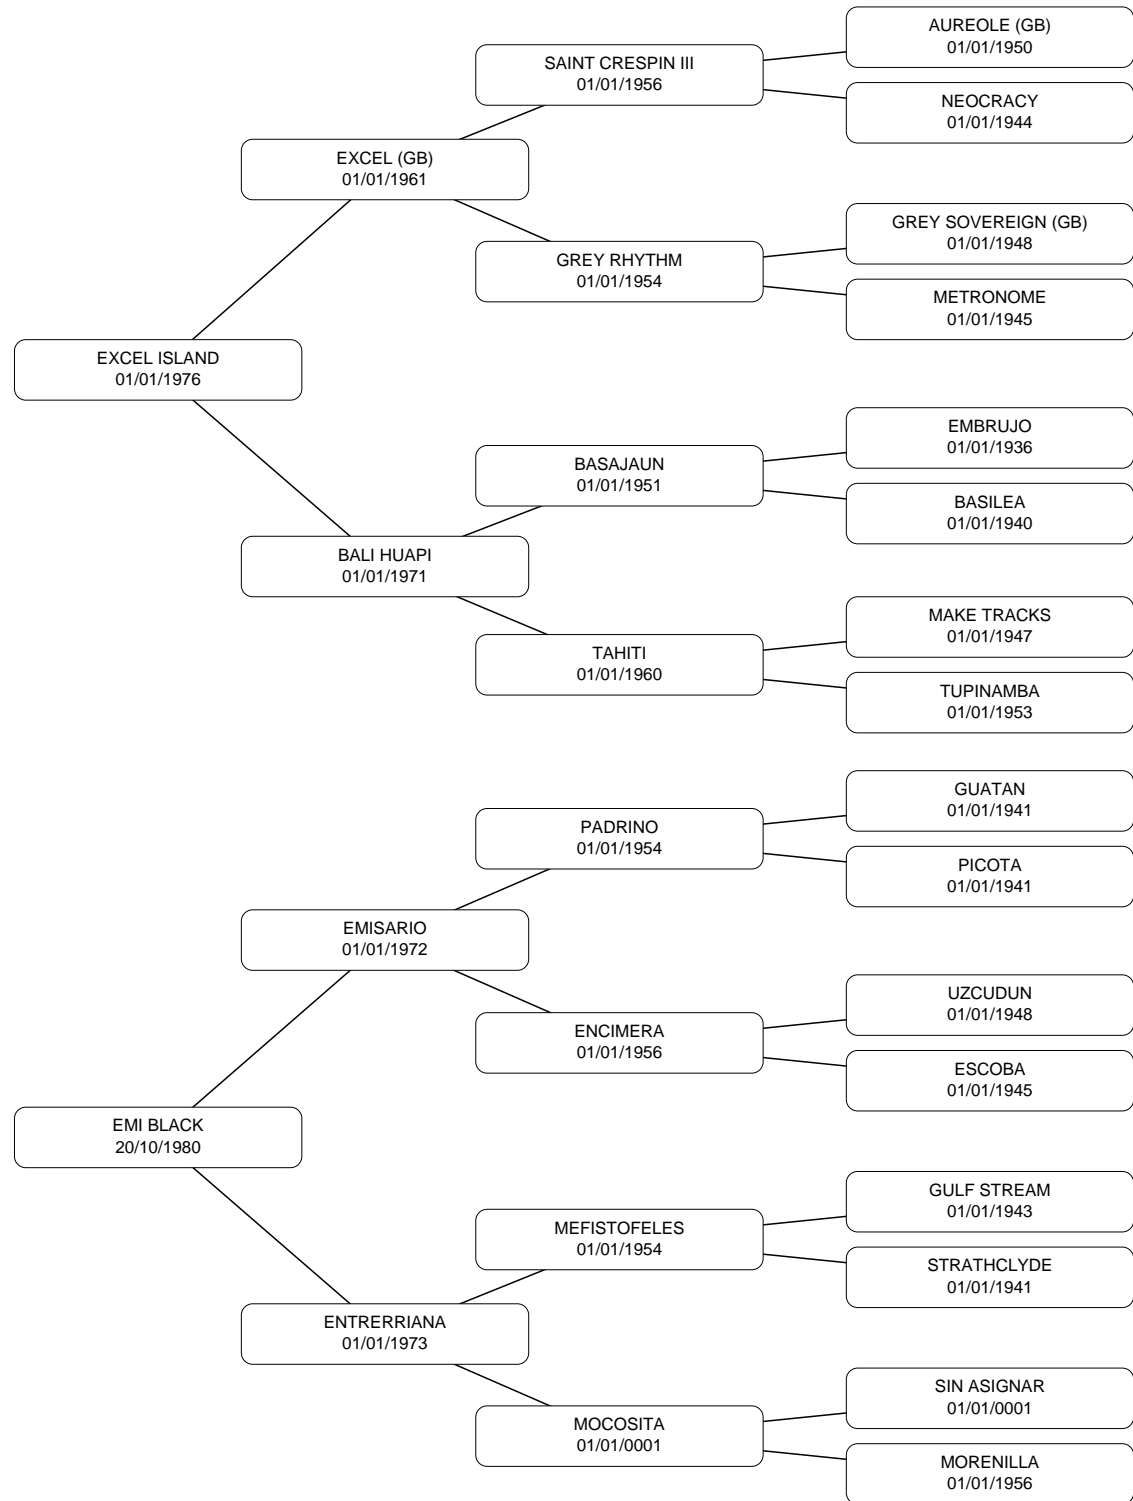 AUREOLE (GB)
01/01/1950
SAINT CRESPIN III
01/01/1956
NEOCRACY
01/01/1944
EXCEL (GB)
01/01/1961
GREY SOVEREIGN (GB)
01/01/1948
GREY RHYTHM
01/01/1954
METRONOME
01/01/1945
EXCEL ISLAND
01/01/1976
EMBRUJO
01/01/1936
BASAJAUN
01/01/1951
BASILEA
01/01/1940
BALI HUAPI
01/01/1971
MAKE TRACKS
01/01/1947
TAHITI
01/01/1960
TUPINAMBA
01/01/1953
GUATAN
01/01/1941
PADRINO
01/01/1954
PICOTA
01/01/1941
EMISARIO
01/01/1972
UZCUDUN
01/01/1948
ENCIMERA
01/01/1956
ESCOBA
01/01/1945
EMI BLACK
20/10/1980
GULF STREAM
01/01/1943
MEFISTOFELES
01/01/1954
STRATHCLYDE
01/01/1941
ENTRERRIANA
01/01/1973
SIN ASIGNAR
01/01/0001
MOCOSITA
01/01/0001
MORENILLA
01/01/1956